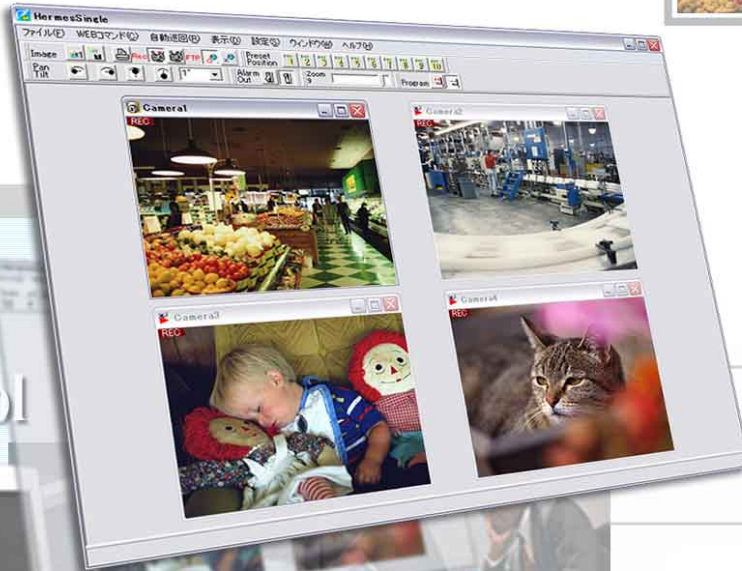 HermesSingle
ファイル(F) WEBコマンド(C) 自動巡回(P) 表示(D) 設定(S) ウィンドウ(W) ヘルプ(H)
Image Rec FTP Preset Position 1 2 3 4 5 6 7 8 9 10
Pan Tilt 1° Alarm Out Zoom 9 Program
Camera1
REC
Camera2
REC
Camera3
REC
Camera4
REC
ol